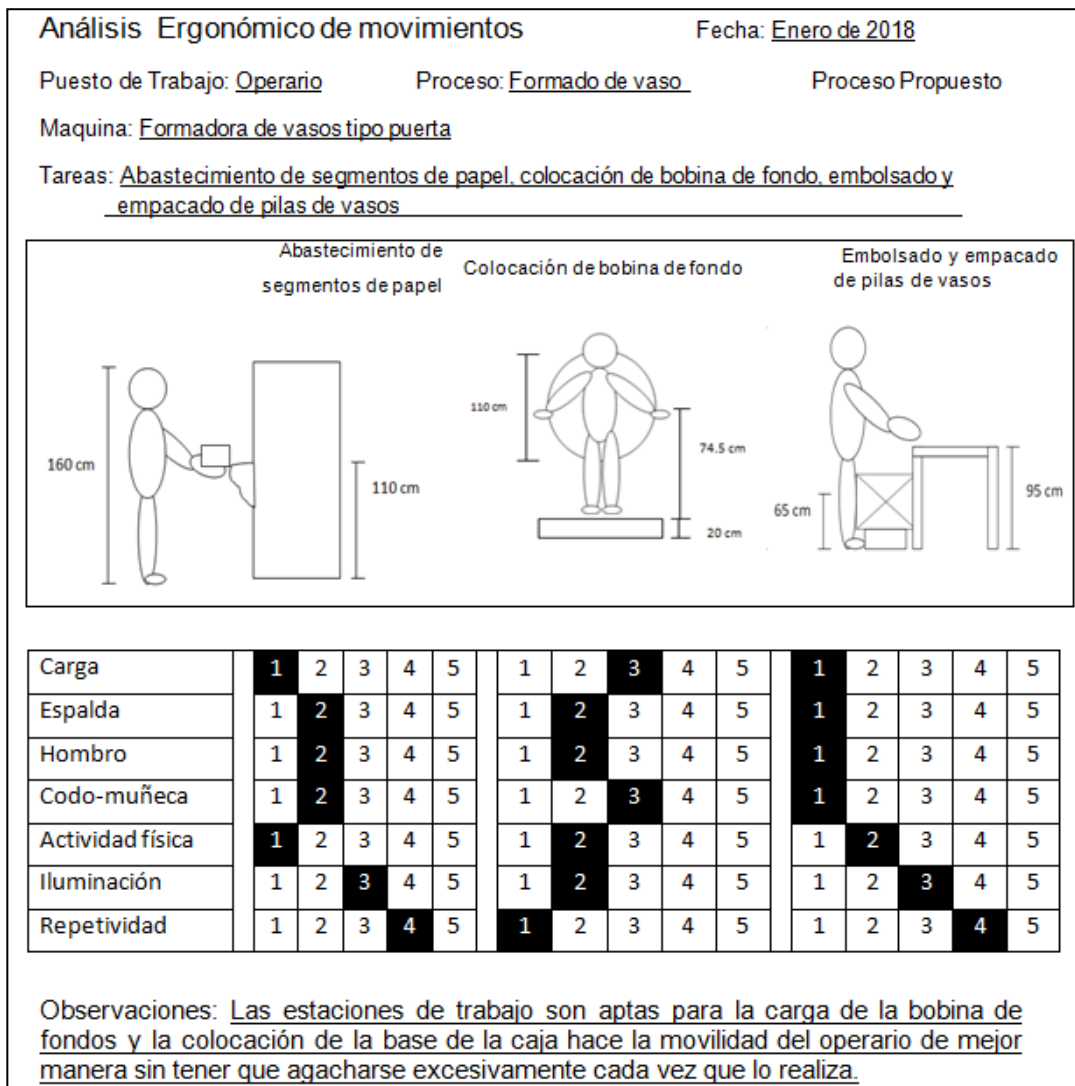 Análisis Ergonómico de movimientos Fecha: Enero de 2018
Puesto de Trabajo: Operario Proceso: Formado de vaso Proceso Propuesto
Maquina: Formadora de vasos tipo puerta
Tareas: Abastecimiento de segmentos de papel, colocación de bobina de fondo, embolsado y
empacado de pilas de vasos
Abastecimiento de
segmentos de papel
Colocación de bobina de fondo
Embolsado y empacado
de pilas de vasos
160 cm
110 cm
110 cm
74.5 cm
20 cm
65 cm
95 cm
Carga 1 2 3 4 5 1 2 3 4 5 1 2 3 4 5
Espalda 1 2 3 4 5 1 2 3 4 5 1 2 3 4 5
Hombro 1 2 3 4 5 1 2 3 4 5 1 2 3 4 5
Codo-muñeca 1 2 3 4 5 1 2 3 4 5 1 2 3 4 5
Actividad física 1 2 3 4 5 1 2 3 4 5 1 2 3 4 5
Iluminación 1 2 3 4 5 1 2 3 4 5 1 2 3 4 5
Repetividad 1 2 3 4 5 1 2 3 4 5 1 2 3 4 5
Observaciones: Las estaciones de trabajo son aptas para la carga de la bobina de
fondos y la colocación de la base de la caja hace la movilidad del operario de mejor
manera sin tener que agacharse excesivamente cada vez que lo realiza.